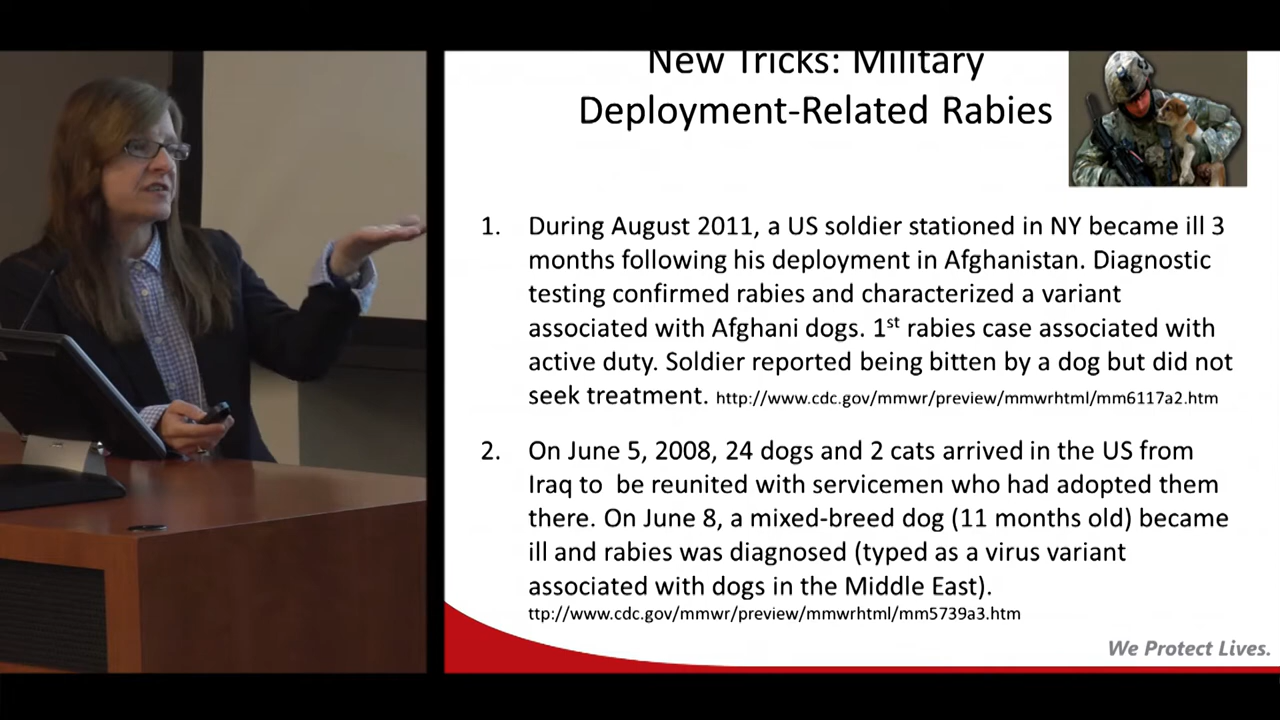 New Tricks: Military
Deployment-Related Rabies
1. During August 2011, a US soldier stationed in NY became ill 3
months following his deployment in Afghanistan. Diagnostic
testing confirmed rabies and characterized a variant
associated with Afghani dogs. 1st rabies case associated with
active duty. Soldier reported being bitten by a dog but did not
seek treatment. http://www.cdc.gov/mmwr/preview/mmwrhtml/mm6117a2.htm
2. On June 5, 2008, 24 dogs and 2 cats arrived in the US from
Iraq to be reunited with servicemen who had adopted them
there. On June 8, a mixed-breed dog (11 months old) became
ill and rabies was diagnosed (typed as a virus variant
associated with dogs in the Middle East).
ttp://www.cdc.gov/mmwr/preview/mmwrhtml/mm5739a3.htm
We Protect Lives.